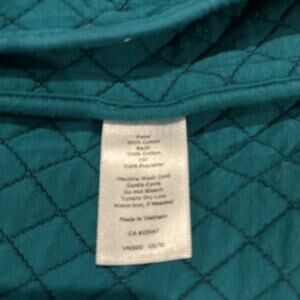 Face:
100% Cotton
Back:
100% Cotton
Fill:
100% Polyester
Machine Wash Cold
Gentle Cycle
Do Not Bleach
Tumble Dry Low
Warm Iron, If Needed
Made in Vietnam